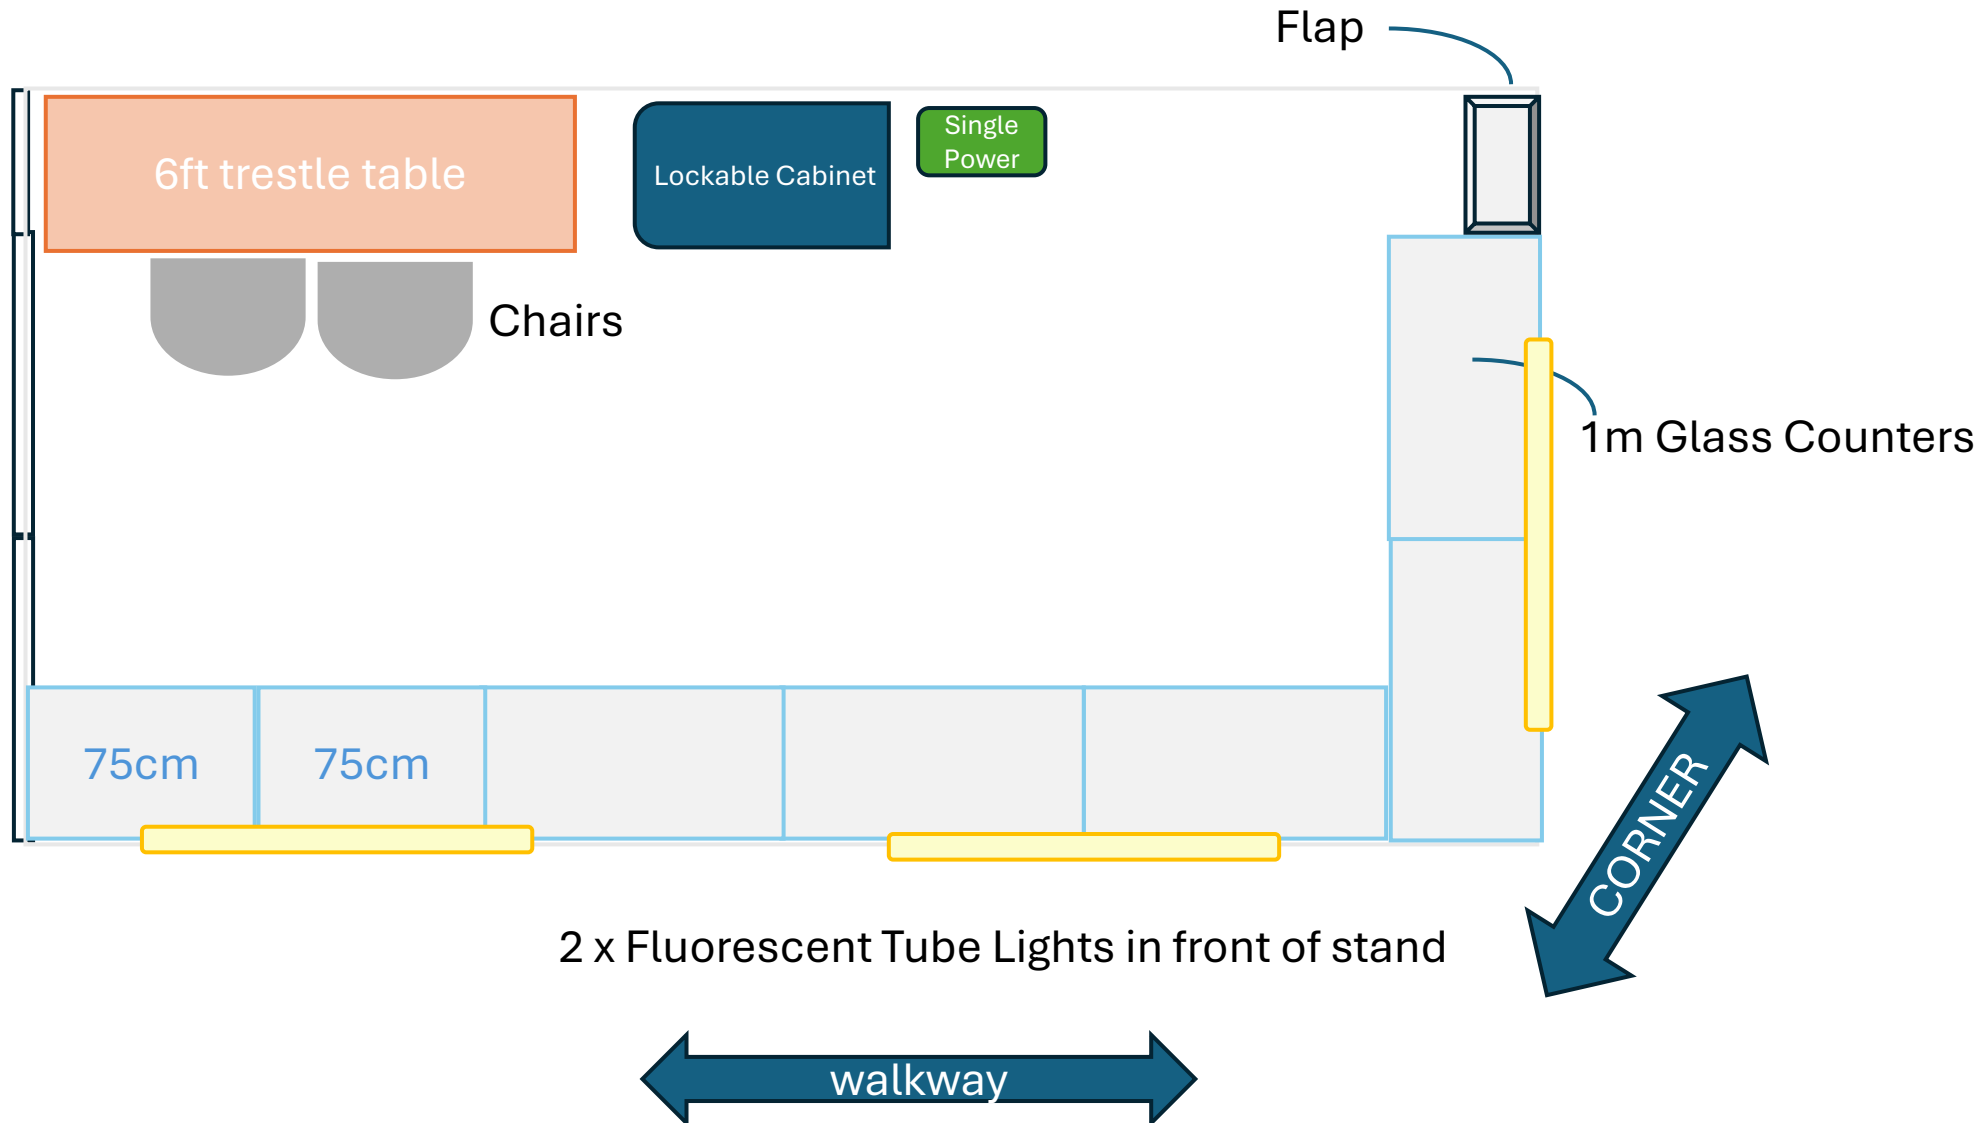 Flap
6ft trestle table
Lockable Cabinet
Single
Power
Chairs
1m Glass Counters
75cm
75cm
CORNER
2 x Fluorescent Tube Lights in front of stand
walkway